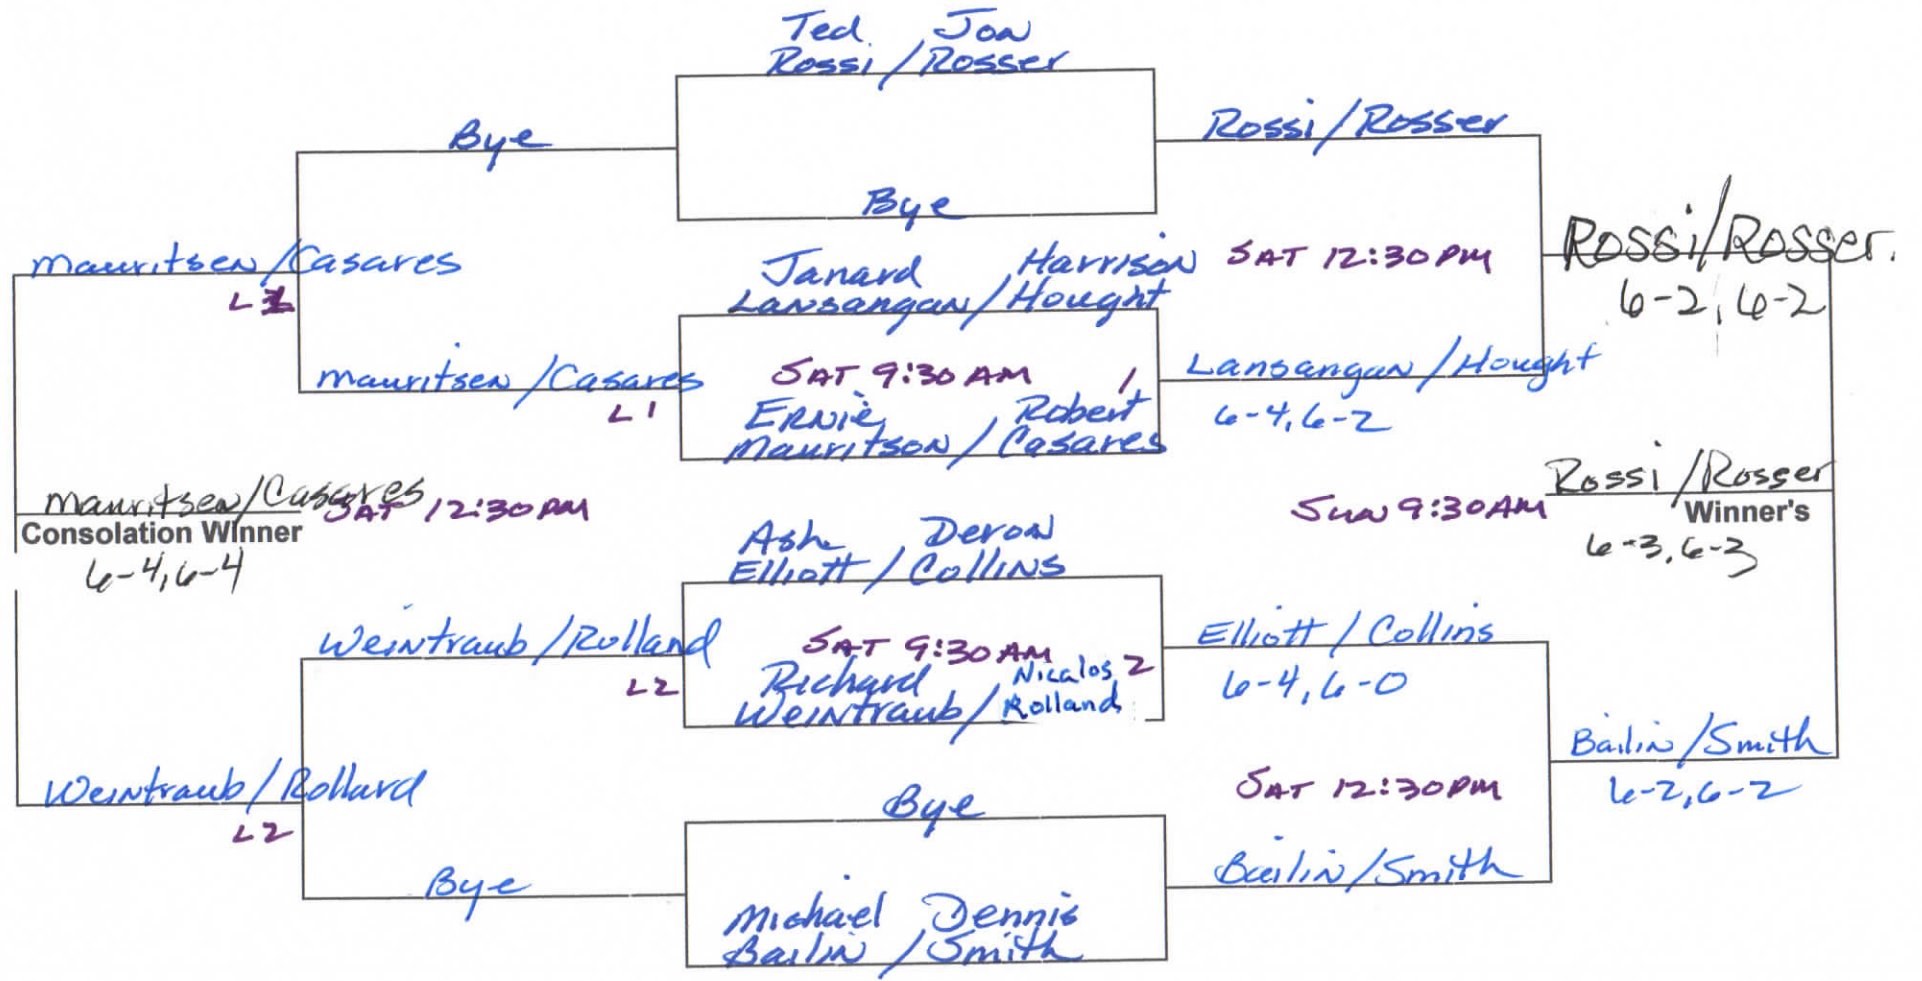 Ted Jon
Rossi / Rosser
Bye
Rossi / Rosser
Bye
Mauritsen / Casares
L1
Janard Harrison
Lansangan / Hought
SAT 12:30 PM
Rossi / Rosser.
6-2, 6-2
Mauritsen / Casares
L1
SAT 9:30 AM 1
Ernie Robert
Mauritson / Casares
Lansangan / Hought
6-4, 6-2
Mauritsen / Casares
Consolation Winner
6-4, 6-4
SAT 12:30 PM
SUN 9:30 AM
Rossi / Rosser
Winner's
6-3, 6-3
Ash Deron
Elliott / Collins
Weintraub / Rolland
L2
SAT 9:30 AM
Richard Nicalos 2
Weintraub / Rolland
Elliott / Collins
6-4, 6-0
Weintraub / Rolland
L2
Bye
SAT 12:30 PM
Bailin / Smith
6-2, 6-2
Bye
Michael Dennis
Bailin / Smith
Bailin / Smith